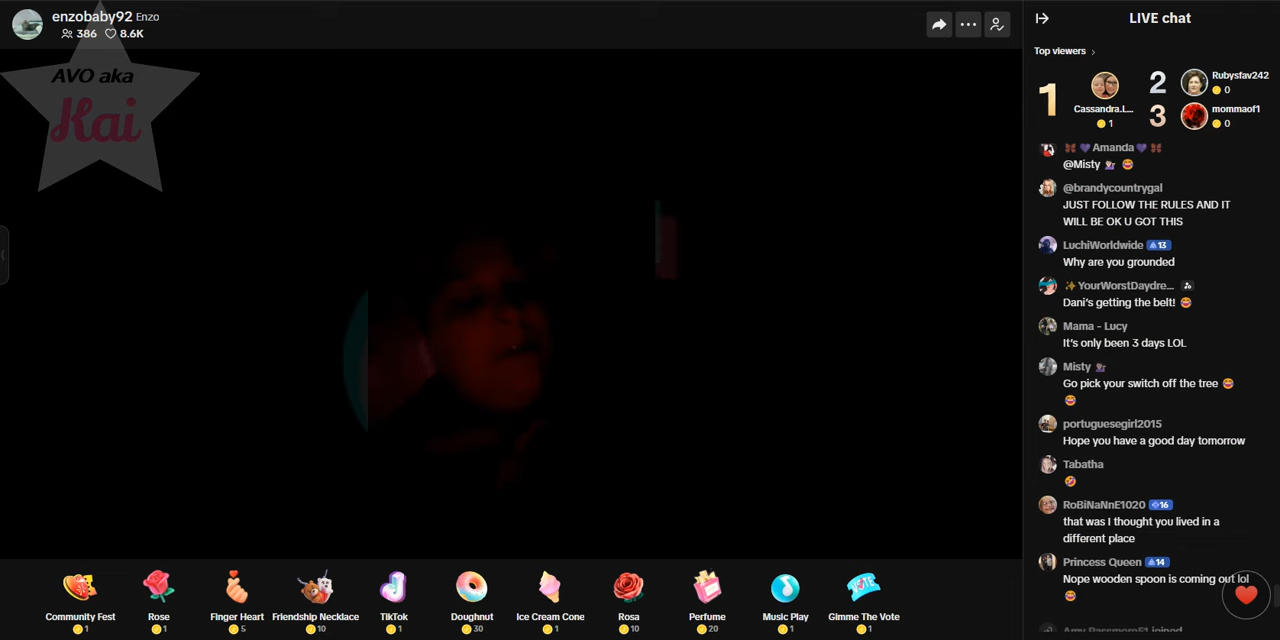 enzobaby92 Enzo
386 8.6K
AVO aka
Kai
LIVE chat
Top viewers
1
Cassandra.L...
1
2
Rubysfav242
0
3
mommaof1
0
Amanda
@Misty
@brandycountrygal
JUST FOLLOW THE RULES AND IT
WILL BE OK U GOT THIS
LuchiWorldwide 13
Why are you grounded
YourWorstDaydre...
Dani's getting the belt!
Mama - Lucy
It's only been 3 days LOL
Misty
Go pick your switch off the tree
portuguesegirl2015
Hope you have a good day tomorrow
Tabatha
RoBiNaNnE1020 16
that was I thought you lived in a
different place
Princess Queen 14
Nope wooden spoon is coming out lol
Amy Passmore51 joined
Community Fest
1
Rose
1
Finger Heart
5
Friendship Necklace
10
TikTok
1
Doughnut
30
Ice Cream Cone
1
Rosa
10
Perfume
20
Music Play
1
VOTE
Gimme The Vote
1